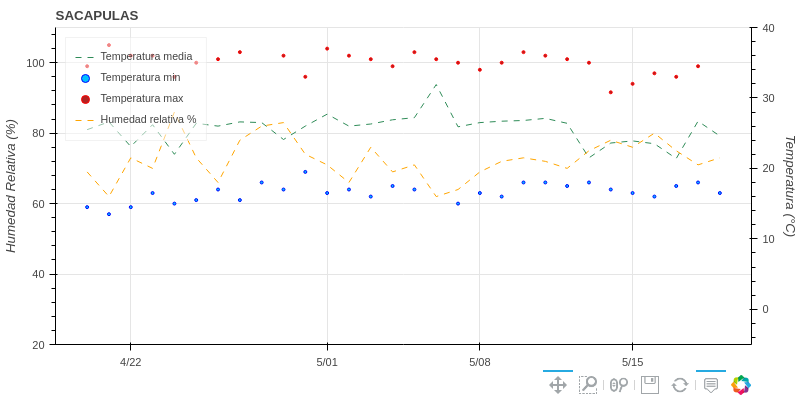 SACAPULAS
Temperatura media
Temperatura min
Temperatura max
Humedad relativa %
Humedad Relativa (%)
100
80
60
40
20
Temperatura (°C)
40
30
20
10
0
4/22
5/01
5/08
5/15